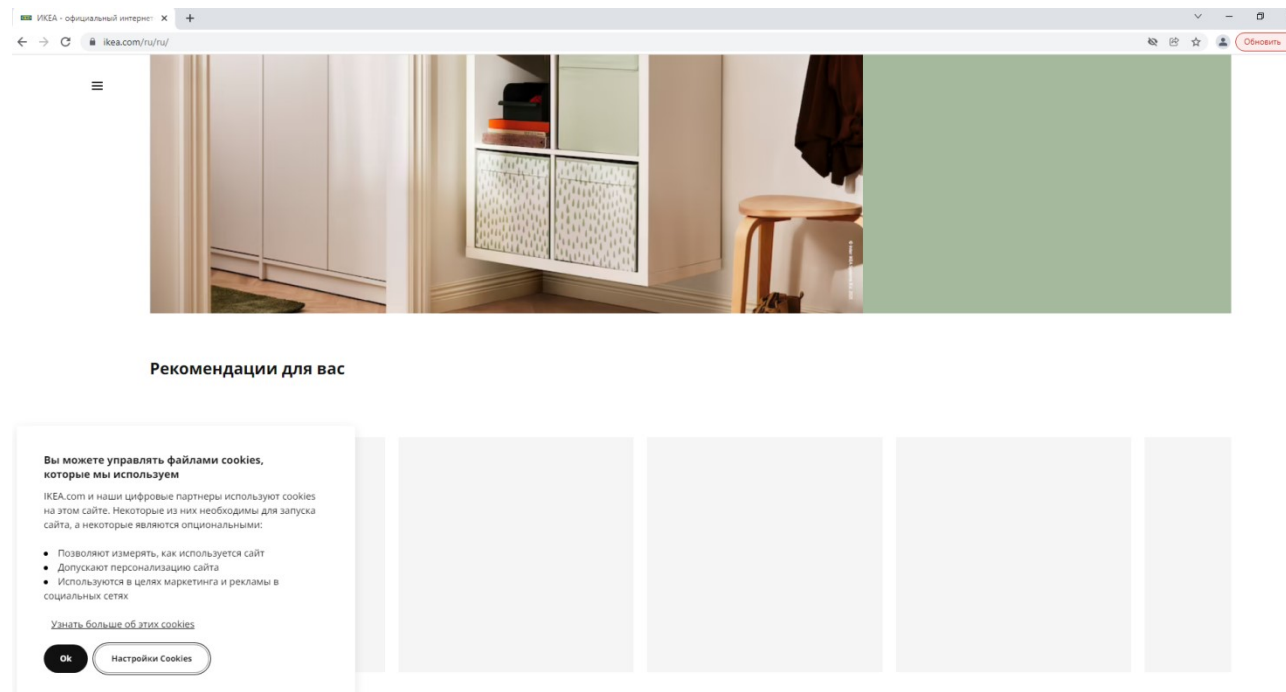 ИКЕА - официальный интернет
ikea.com/ru/ru/
Обновить
Рекомендации для вас
Вы можете управлять файлами cookies,
которые мы используем
IKEA.com и наши цифровые партнеры используют cookies
на этом сайте. Некоторые из них необходимы для запуска
сайта, а некоторые являются опциональными:
Позволяют измерять, как используется сайт
Допускают персонализацию сайта
Используются в целях маркетинга и рекламы в
социальных сетях
Узнать больше об этих cookies
Ok
Настройки Cookies